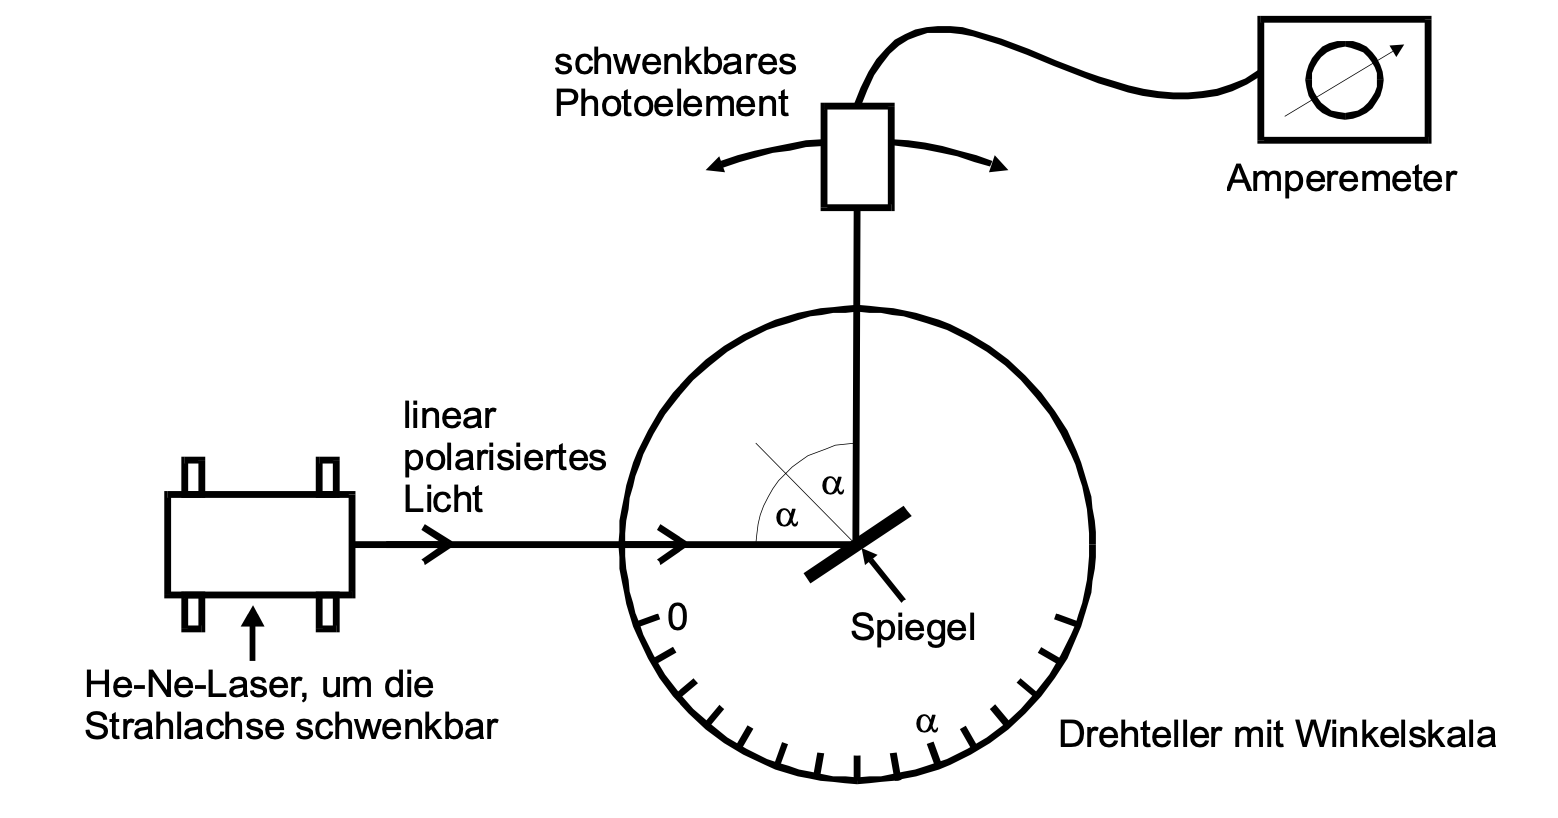 schwenkbares
Photoelement
Amperemeter
linear
polarisiertes
Licht
α
α
0
Spiegel
He-Ne-Laser, um die
Strahlachse schwenkbar
α
Drehteller mit Winkelskala